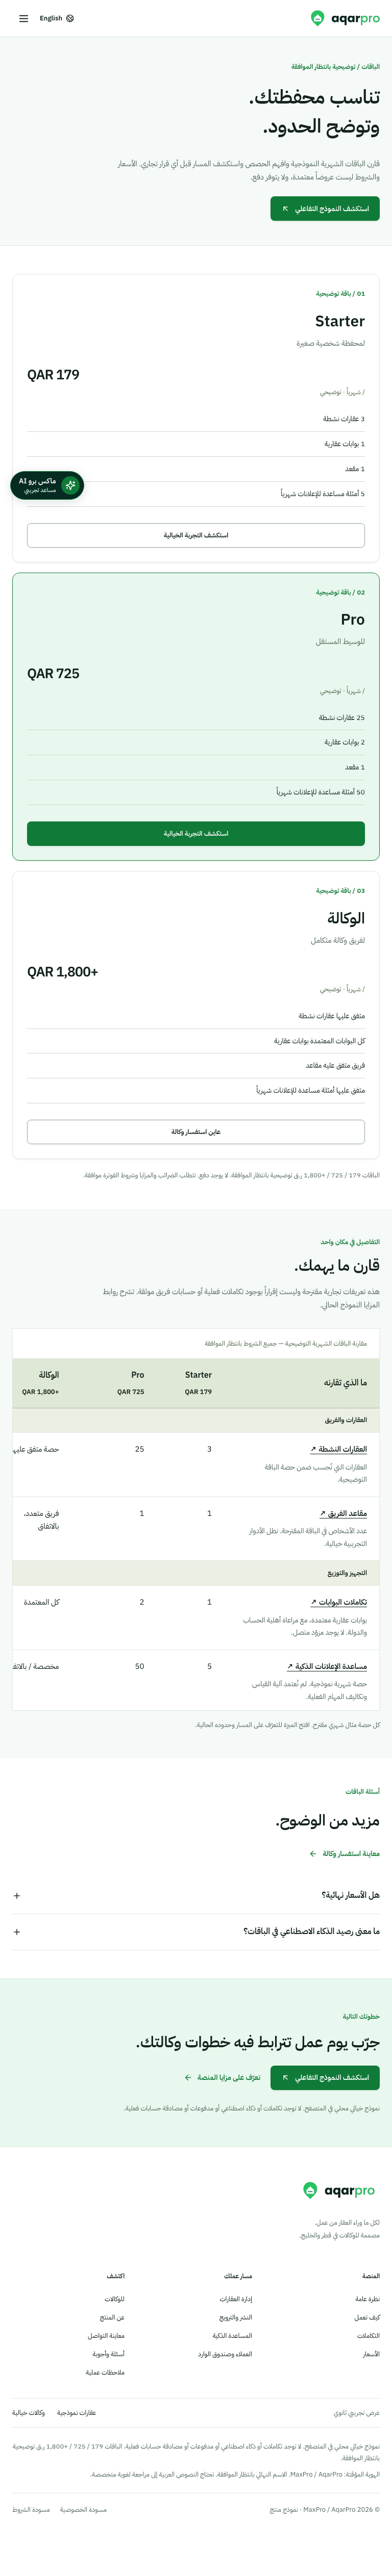 aqarpro
English
الباقات / توضيحية بانتظار الموافقة
تناسب محفظتك.
وتوضح الحدود.
قارن الباقات الشهرية النموذجية وافهم الحصص واستكشف المسار قبل أي قرار تجاري. الأسعار
والشروط ليست عروضاً معتمدة، ولا يتوفر دفع.
استكشف النموذج التفاعلي
01 / باقة توضيحية
Starter
لمحفظة شخصية صغيرة
QAR 179
/ شهرياً · توضيحي
3 عقارات نشطة
1 بوابات عقارية
1 مقعد
5 أمثلة مساعدة للإعلانات شهرياً
استكشف التجربة الخيالية
ماكس برو AI
مساعد تجريبي
02 / باقة توضيحية
Pro
للوسيط المستقل
QAR 725
/ شهرياً · توضيحي
25 عقارات نشطة
2 بوابات عقارية
1 مقعد
50 أمثلة مساعدة للإعلانات شهرياً
استكشف التجربة الخيالية
03 / باقة توضيحية
الوكالة
لفريق وكالة متكامل
QAR 1,800+
/ شهرياً · توضيحي
متفق عليها عقارات نشطة
كل البوابات المعتمدة بوابات عقارية
فريق متفق عليه مقاعد
متفق عليها أمثلة مساعدة للإعلانات شهرياً
عاين استفسار وكالة
الباقات 179 / 725 / +1,800 ر.ق توضيحية بانتظار الموافقة. لا يوجد دفع. تتطلب الضرائب والمزايا وشروط الفوترة موافقة.
التفاصيل في مكان واحد
قارن ما يهمك.
هذه تعريفات تجارية مقترحة وليست إقراراً بوجود تكاملات فعلية أو حسابات فريق موثقة. تشرح روابط
المزايا النموذج الحالي.
مقارنة الباقات الشهرية التوضيحية — جميع الشروط بانتظار الموافقة
ما الذي تقارنه Starter Pro الوكالة
QAR 179 QAR 725 QAR 1,800+
العقارات والفريق
العقارات النشطة ↗ 3 25 حصة متفق عليها
العقارات التي تُحسب ضمن حصة الباقة
التوضيحية.
مقاعد الفريق ↗ 1 1 فريق متعدد،
بالاتفاق
عدد الأشخاص في الباقة المقترحة. تظل الأدوار
التجريبية خيالية.
التجهيز والتوزيع
تكاملات البوابات ↗ 1 2 كل المعتمدة
بوابات عقارية معتمدة، مع مراعاة أهلية الحساب
والدولة. لا يوجد مزوّد متصل.
مساعدة الإعلانات الذكية ↗ 5 50 مخصصة /
حصة شهرية نموذجية. لم تُعتمد آلية القياس
وتكاليف المهام الفعلية.
كل حصة مثال شهري مقترح. افتح الميزة للتعرّف على المسار وحدوده الحالية.
أسئلة الباقات
مزيد من الوضوح.
معاينة استفسار وكالة
هل الأسعار نهائية؟
ما معنى رصيد الذكاء الاصطناعي في الباقات؟
خطوتك التالية
جرّب يوم عمل تترابط فيه خطوات وكالتك.
استكشف النموذج التفاعلي
تعرّف على مزايا المنصة
نموذج خيالي محلي في المتصفح. لا توجد تكاملات أو ذكاء اصطناعي أو مدفوعات أو مصادقة حسابات فعلية.
aqarpro
لكل ما وراء العقار من عمل.
مصممة للوكالات في قطر والخليج.
المنصة
نظرة عامة
كيف تعمل
التكاملات
الأسعار
مسار عملك
إدارة العقارات
النشر والترويج
المساعدة الذكية
العملاء وصندوق الوارد
اكتشف
للوكالات
عن المنتج
معاينة التواصل
أسئلة وأجوبة
ملاحظات عملية
عرض تجريبي ثانوي
عقارات نموذجية
وكالات خيالية
نموذج خيالي محلي في المتصفح. لا توجد تكاملات أو ذكاء اصطناعي أو مدفوعات أو مصادقة حسابات فعلية. الباقات 179 / 725 / +1,800 ر.ق توضيحية
بانتظار الموافقة.
الهوية المؤقتة: MaxPro / AqarPro. الاسم النهائي بانتظار الموافقة. تحتاج النصوص العربية إلى مراجعة لغوية متخصصة.
© 2026 MaxPro / AqarPro · نموذج منتج
مسودة الخصوصية
مسودة الشروط